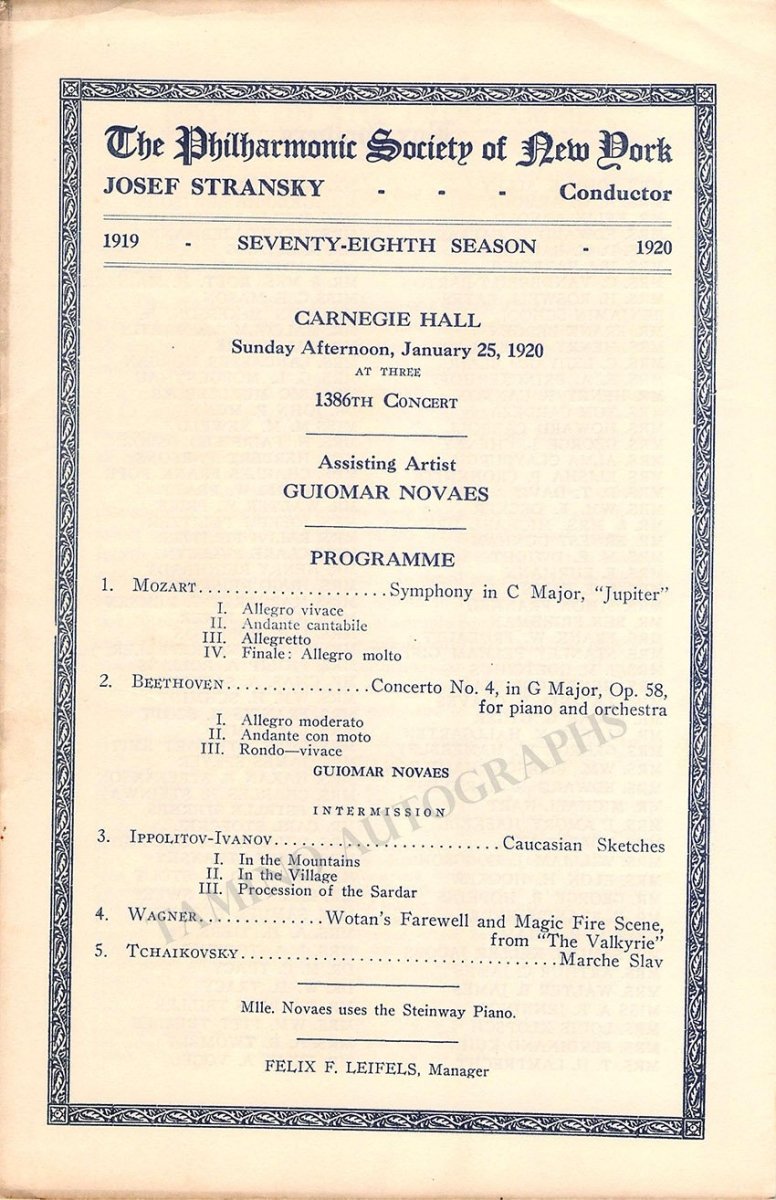 The Philharmonic Society of New York
JOSEF STRANSKY - - - Conductor
1919 - SEVENTY-EIGHTH SEASON - 1920
CARNEGIE HALL
Sunday Afternoon, January 25, 1920
AT THREE
1386TH CONCERT
Assisting Artist
GUIOMAR NOVAES
PROGRAMME
1. MOZART.....................Symphony in C Major, "Jupiter"
I. Allegro vivace
II. Andante cantabile
III. Allegretto
IV. Finale: Allegro molto
2. BEETHOVEN................Concerto No. 4, in G Major, Op. 58,
for piano and orchestra
I. Allegro moderato
II. Andante con moto
III. Rondo—vivace
GUIOMAR NOVAES
INTERMISSION
3. IPPOLITOV-IVANOV.........................Caucasian Sketches
I. In the Mountains
II. In the Village
III. Procession of the Sardar
4. WAGNER..............Wotan's Farewell and Magic Fire Scene,
from "The Valkyrie"
5. TCHAIKOVSKY...................................Marche Slav
Mlle. Novaes uses the Steinway Piano.
FELIX F. LEIFELS, Manager
TAMINO AUTOGRAPHS